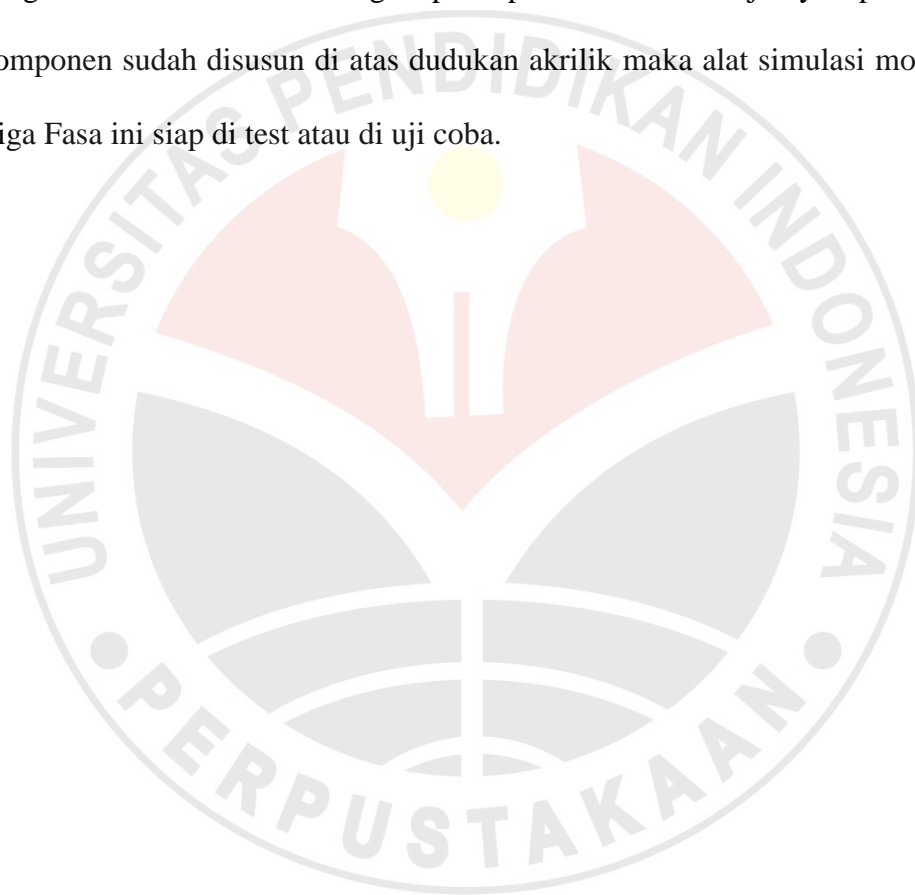 omponen sudah disusun di atas dudukan akrilik maka alat simulasi mo
iga Fasa ini siap di test atau di uji coba.
UNIVERSITAS PENDIDIKAN INDONESIA
PERPUSTAKAAN